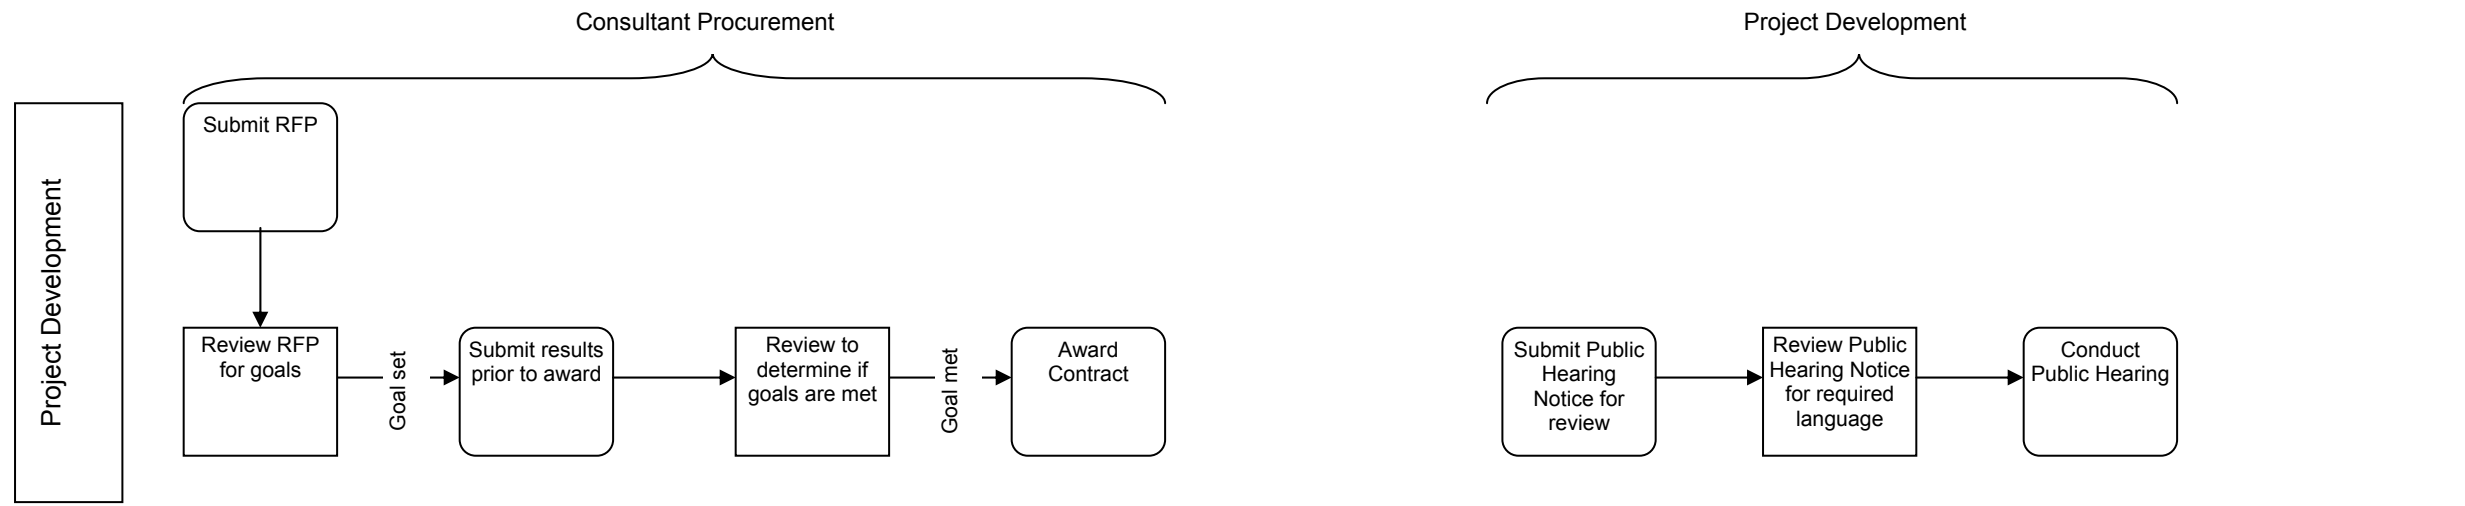 Consultant Procurement
Project Development
Project Development
Submit RFP
Review RFP
for goals
Goal set
Submit results
prior to award
Review to
determine if
goals are met
Goal met
Award
Contract
Submit Public
Hearing
Notice for
review
Review Public
Hearing Notice
for required
language
Conduct
Public Hearing